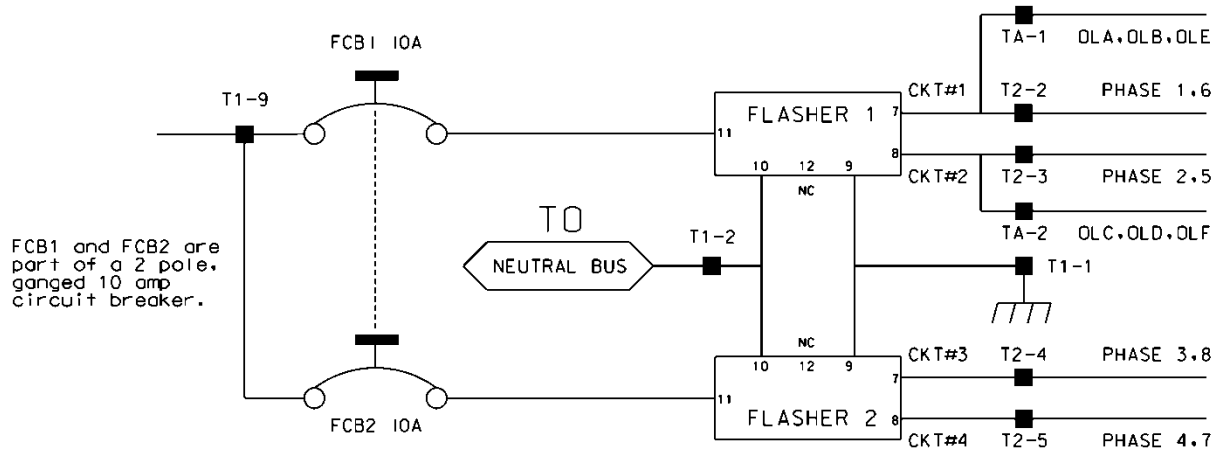 FCB1 10A
T1-9
TA-1 OLA.OLB.OLE
CKT#1 T2-2 PHASE 1.6
FLASHER 1
11
7
8
10 12 9
NC
CKT#2 T2-3 PHASE 2.5
TA-2 OLC.OLD.OLF
TO
NEUTRAL BUS
T1-2
T1-1
FCB1 and FCB2 are
part of a 2 pole.
ganged 10 amp
circuit breaker.
NC
10 12 9
11
7
8
FLASHER 2
FCB2 10A
CKT#3 T2-4 PHASE 3.8
CKT#4 T2-5 PHASE 4.7